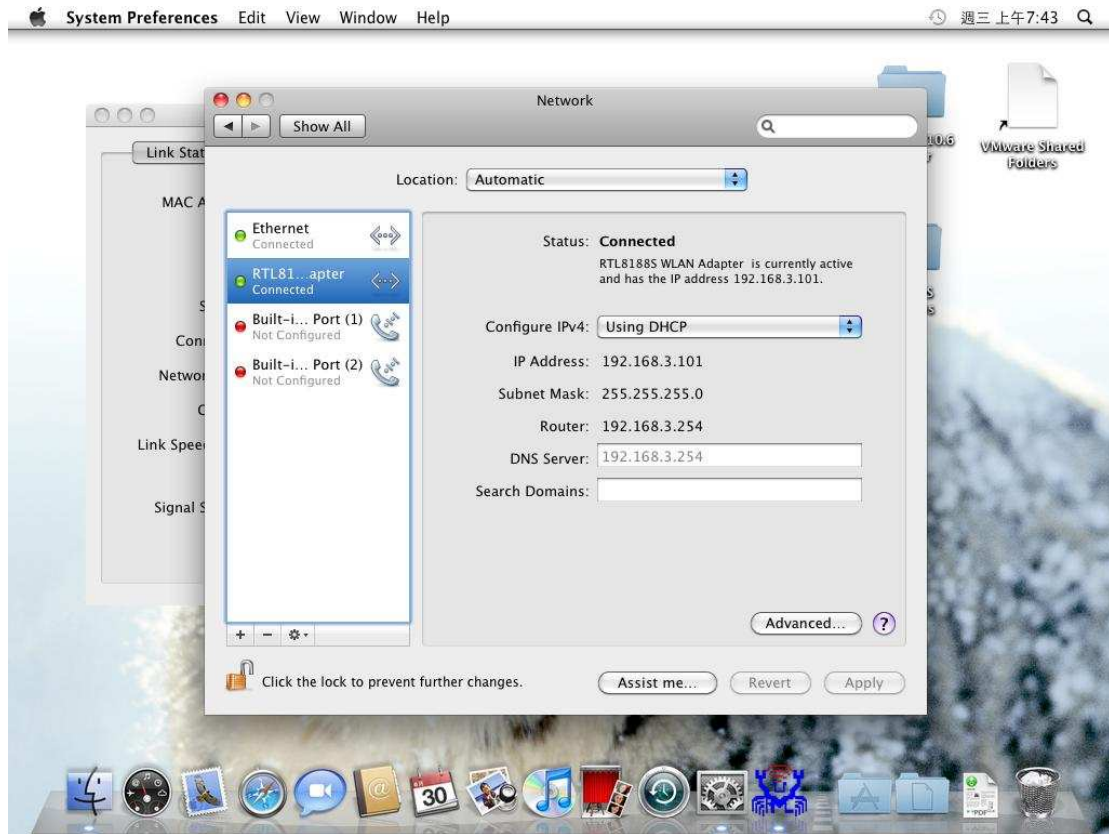 System Preferences Edit View Window Help
週三 上午7:43
Network
Show All
10.6
VMware Shared
Folders
Link Stat
Location: Automatic
MAC A
Ethernet
Connected
Status: Connected
RTL81...apter
Connected
RTL8188S WLAN Adapter is currently active
and has the IP address 192.168.3.101.
S
Built-i... Port (1)
Not Configured
Configure IPv4: Using DHCP
Conn
Built-i... Port (2)
Not Configured
IP Address: 192.168.3.101
Networ
Subnet Mask: 255.255.255.0
C
Router: 192.168.3.254
Link Spee
DNS Server: 192.168.3.254
Search Domains:
Signal S
Advanced... ?
+ −
Click the lock to prevent further changes.
Assist me... Revert Apply
30
PDF